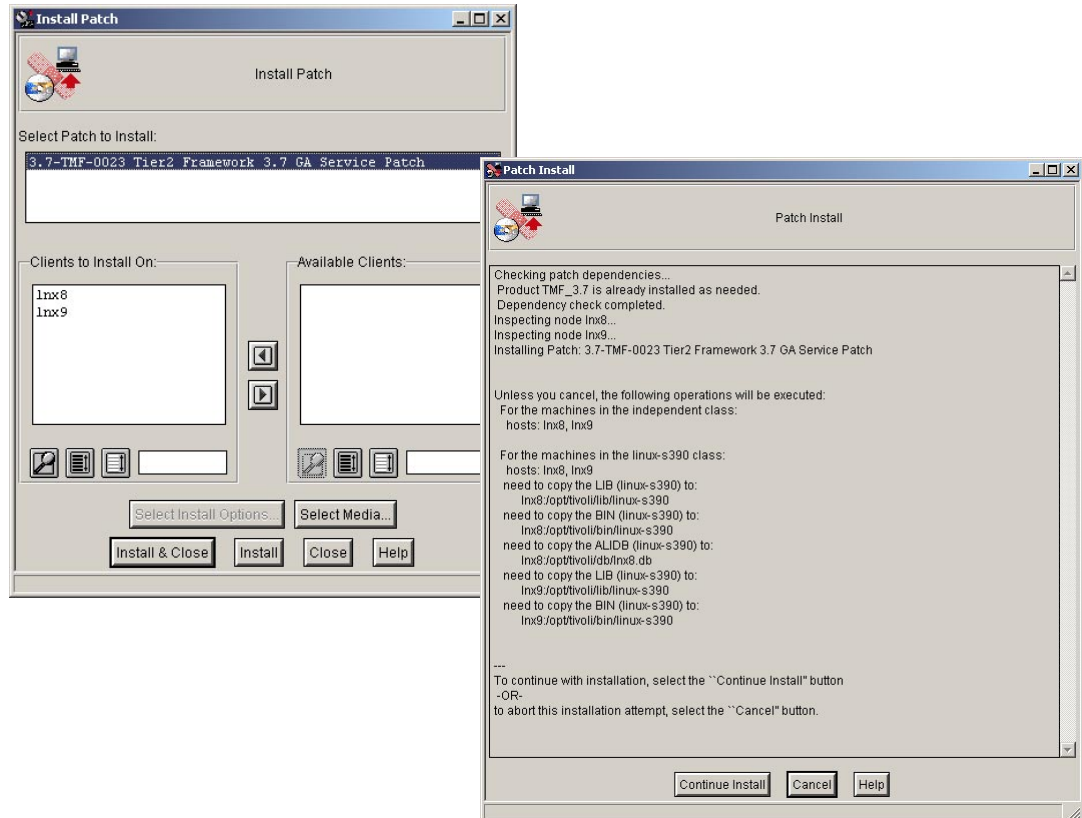 Install Patch
Install Patch
Select Patch to Install:
3.7-TMF-0023 Tier2 Framework 3.7 GA Service Patch
Clients to Install On:
lnx8
lnx9
Available Clients:
Select Install Options...
Select Media...
Install & Close
Install
Close
Help
Patch Install
Patch Install
Checking patch dependencies...
Product TMF_3.7 is already installed as needed.
Dependency check completed.
Inspecting node lnx8...
Inspecting node lnx9...
Installing Patch: 3.7-TMF-0023 Tier2 Framework 3.7 GA Service Patch
Unless you cancel, the following operations will be executed:
For the machines in the independent class:
hosts: lnx8, lnx9
For the machines in the linux-s390 class:
hosts: lnx8, lnx9
need to copy the LIB (linux-s390) to:
lnx8:/opt/tivoli/lib/linux-s390
need to copy the BIN (linux-s390) to:
lnx8:/opt/tivoli/bin/linux-s390
need to copy the ALIDB (linux-s390) to:
lnx8:/opt/tivoli/db/lnx8.db
need to copy the LIB (linux-s390) to:
lnx9:/opt/tivoli/lib/linux-s390
need to copy the BIN (linux-s390) to:
lnx9:/opt/tivoli/bin/linux-s390
---
To continue with installation, select the ``Continue Install'' button
-OR-
to abort this installation attempt, select the ``Cancel'' button.
Continue Install
Cancel
Help